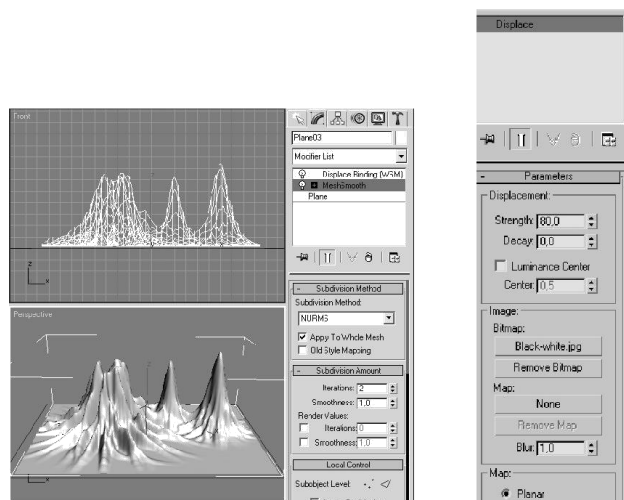 Front
z
x
Perspective
x
Plane03
Modifier List
Displace Binding (WSM)
MeshSmooth
Plane
- Subdivision Method
Subdivision Method:
NURMS
Apply To Whole Mesh
Old Style Mapping
- Subdivision Amount
Iterations: 2
Smoothness: 1,0
Render Values:
Iterations: 0
Smoothness: 1,0
Local Control
Subobject Level:
Displace
- Parameters
Displacement:
Strength: 80,0
Decay: 0,0
Luminance Center
Center: 0,5
Image:
Bitmap:
Black-white.jpg
Remove Bitmap
Map:
None
Remove Map
Blur: 1,0
Map:
Planar